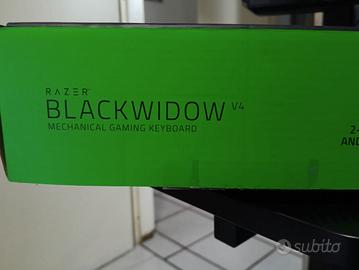 RAZER
BLACKWIDOW V4
MECHANICAL GAMING KEYBOARD
2-
AND
subito